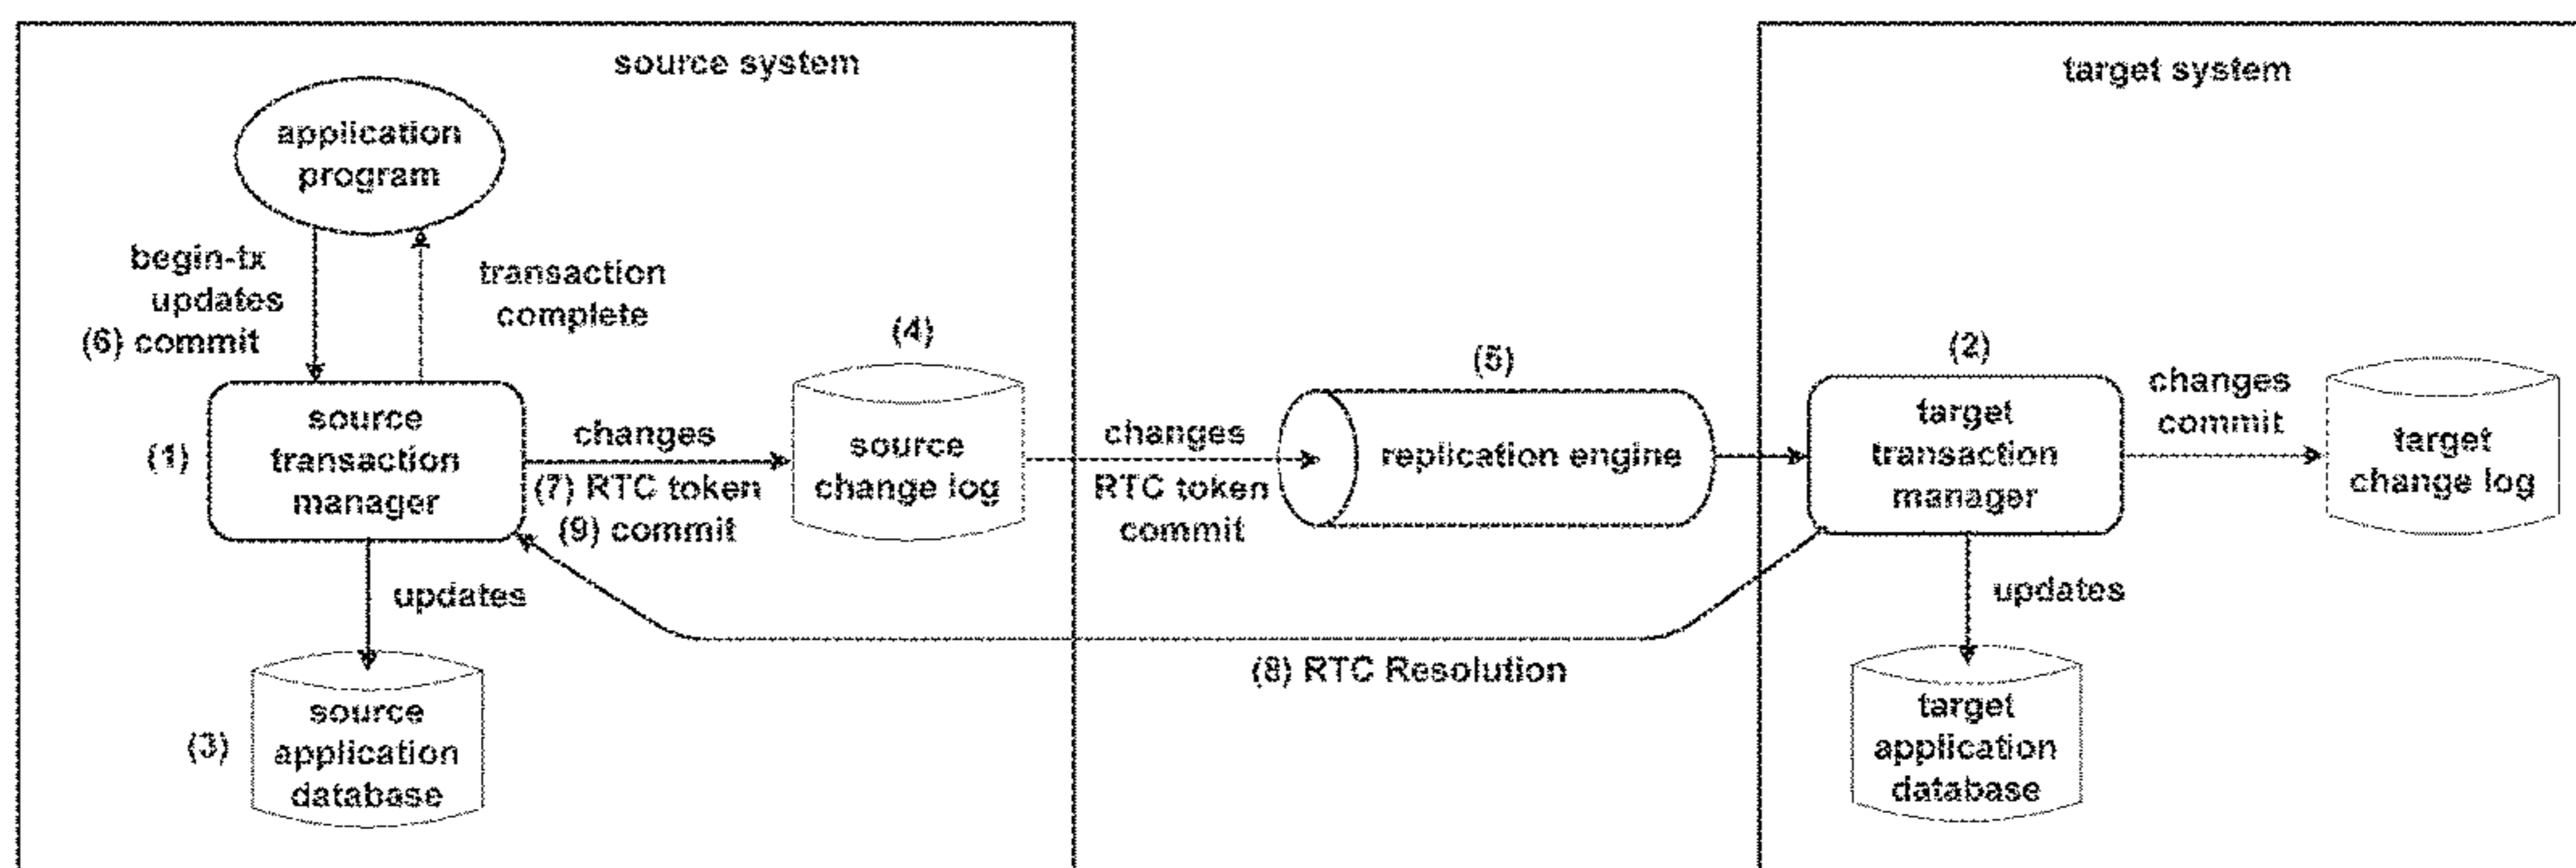 source system
target system
application
program
begin-tx
updates
(6) commit
transaction
complete
(1)
source
transaction
manager
changes
(7) RTC token
(9) commit
(4)
source
change log
changes
RTC token
commit
(5)
replication engine
(2)
target
transaction
manager
changes
commit
target
change log
updates
(8) RTC Resolution
updates
(3)
source
application
database
target
application
database